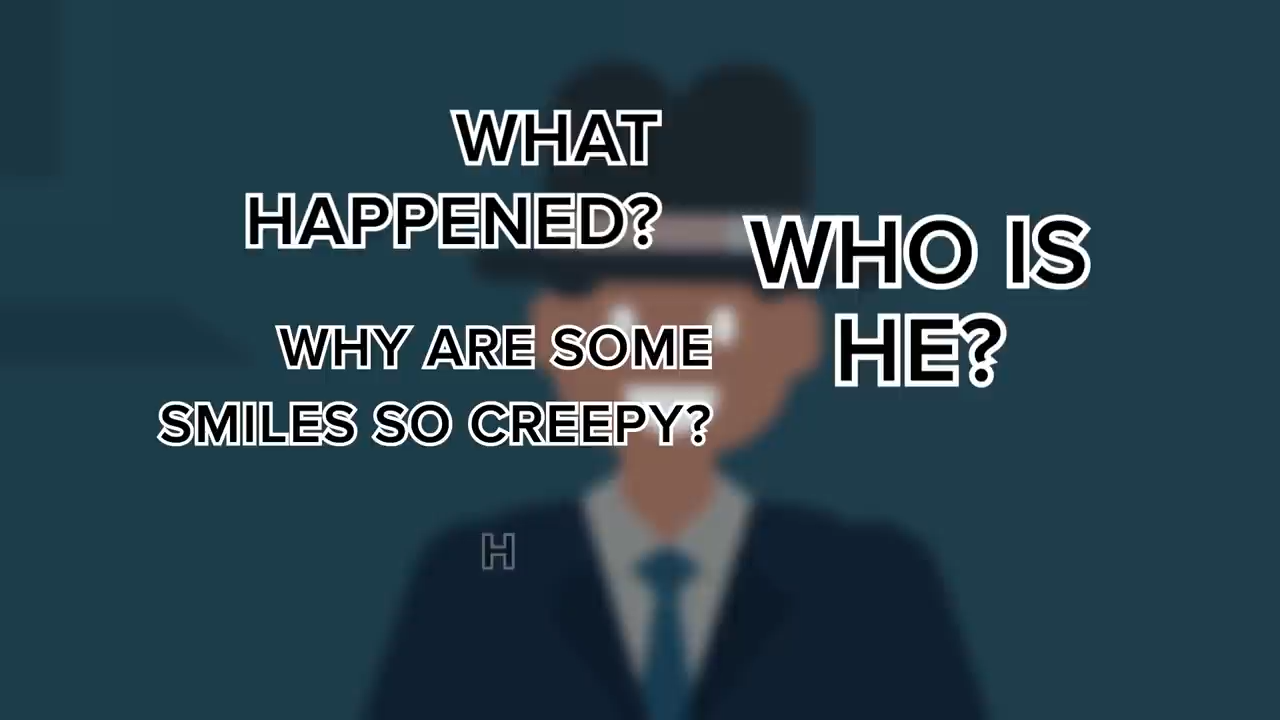 WHAT
HAPPENED?
WHO IS
HE?
WHY ARE SOME
SMILES SO CREEPY?
H